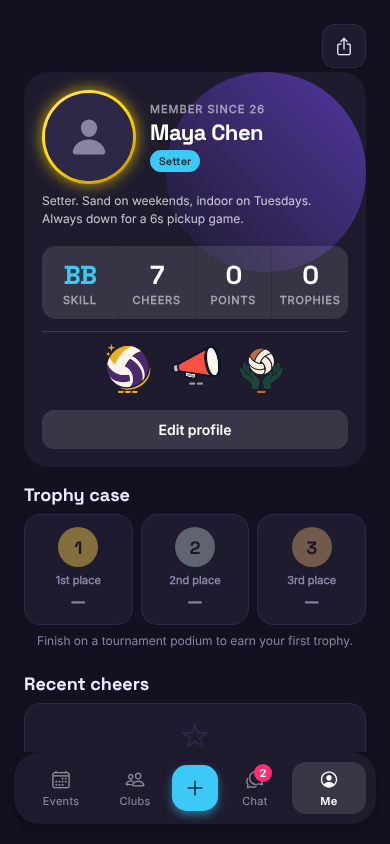 MEMBER SINCE 26
Maya Chen
Setter
Setter. Sand on weekends, indoor on Tuesdays.
Always down for a 6s pickup game.
BB 7 0 0
SKILL CHEERS POINTS TROPHIES
Edit profile
Trophy case
1 2 3
1st place 2nd place 3rd place
— — —
Finish on a tournament podium to earn your first trophy.
Recent cheers
2
Events Clubs + Chat Me